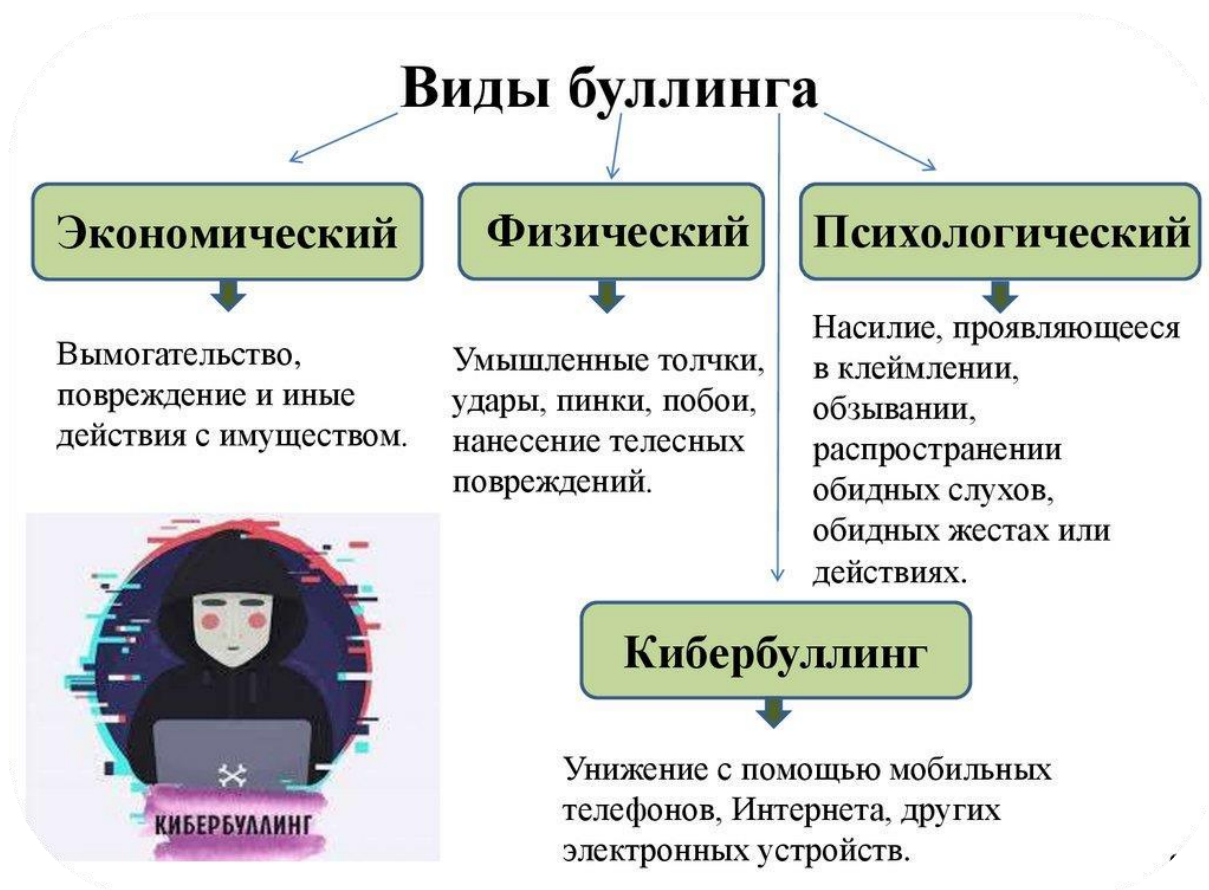 Виды буллинга
Экономический
Физический
Психологический
Вымогательство,
повреждение и иные
действия с имуществом.
Умышленные толчки,
удары, пинки, побои,
нанесение телесных
повреждений.
Насилие, проявляющееся
в клеймлении,
обзывании,
распространении
обидных слухов,
обидных жестах или
действиях.
Кибербуллинг
Унижение с помощью мобильных
телефонов, Интернета, других
электронных устройств.
КИБЕРБУЛЛИНГ